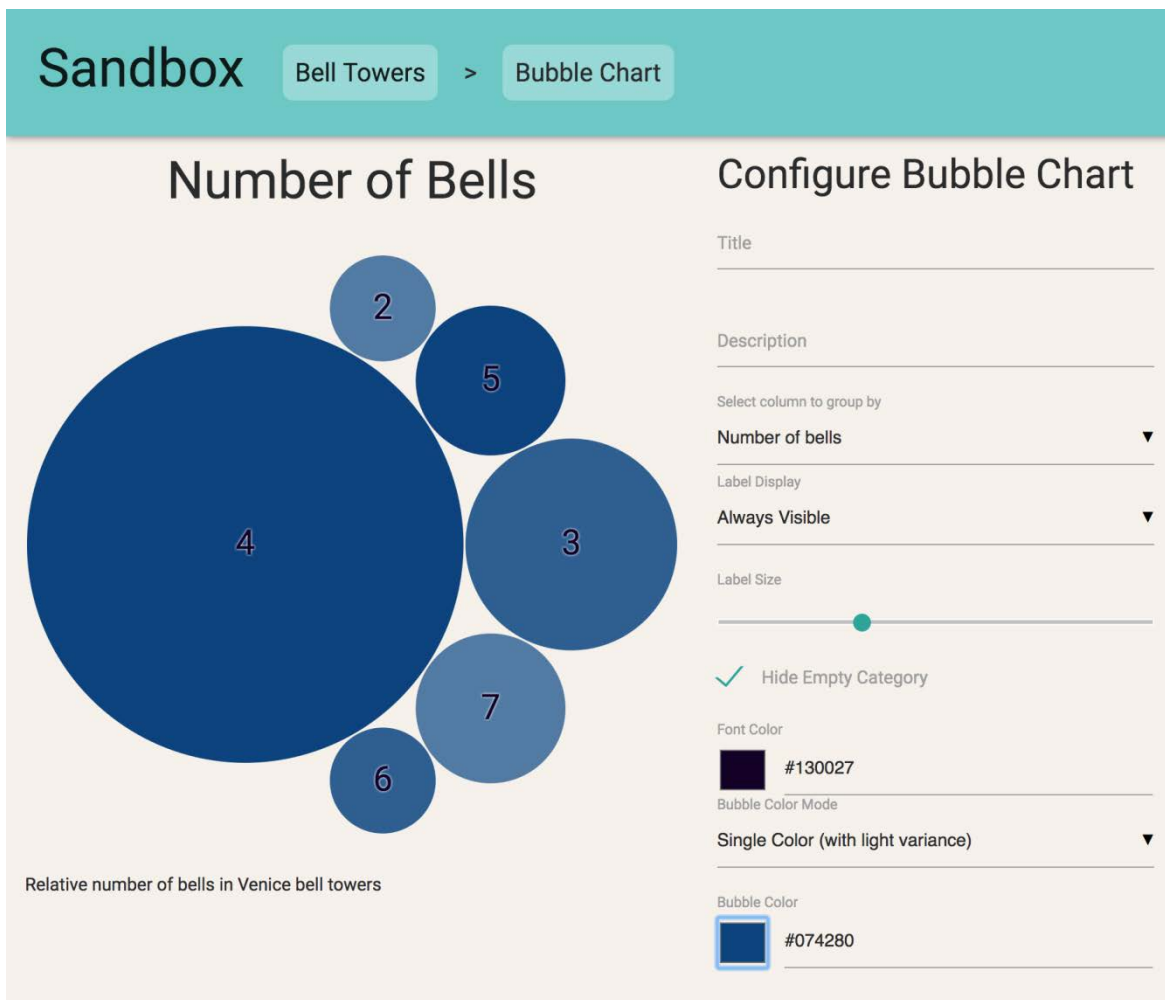 Sandbox Bell Towers > Bubble Chart
Number of Bells
2
5
4
3
7
6
Relative number of bells in Venice bell towers
Configure Bubble Chart
Title
Description
Select column to group by
Number of bells ▼
Label Display
Always Visible ▼
Label Size
Hide Empty Category
Font Color
#130027
Bubble Color Mode
Single Color (with light variance) ▼
Bubble Color
#074280